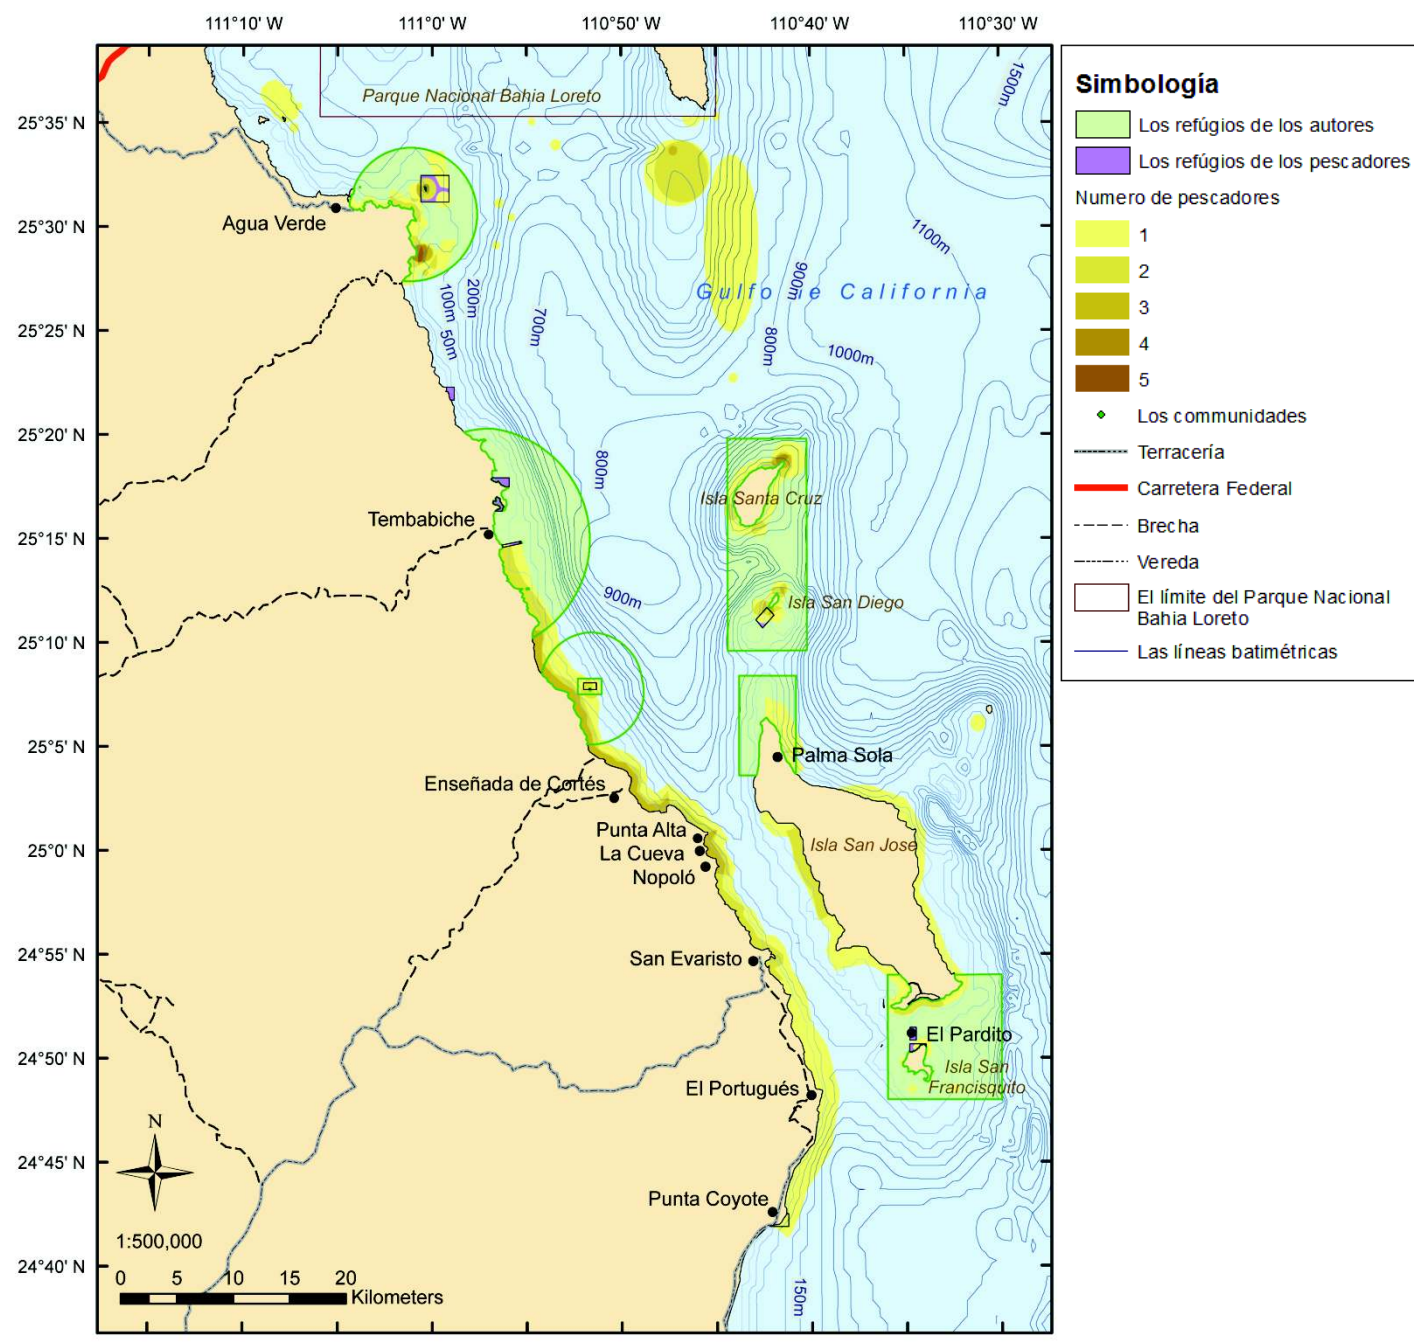 111°10' W
111°0' W
110°50' W
110°40' W
110°30' W
25°35' N
25°30' N
25°25' N
25°20' N
25°15' N
25°10' N
25°5' N
25°0' N
24°55' N
24°50' N
24°45' N
24°40' N
Parque Nacional Bahia Loreto
1500m
Agua Verde
1100m
900m
Gulfo de California
200m
100m
50m
700m
800m
1000m
800m
Isla Santa Cruz
Tembabiche
900m
Isla San Diego
Palma Sola
Enseñada de Cortés
Punta Alta
La Cueva
Nopoló
Isla San Jose
San Evaristo
El Pardito
Isla San
Francisquito
El Portugués
Punta Coyote
150m
N
1:500,000
0 5 10 15 20
Kilometers
Simbología
Los refúgios de los autores
Los refúgios de los pescadores
Numero de pescadores
1
2
3
4
5
Los communidades
Terracería
Carretera Federal
Brecha
Vereda
El límite del Parque Nacional
Bahia Loreto
Las líneas batimétricas